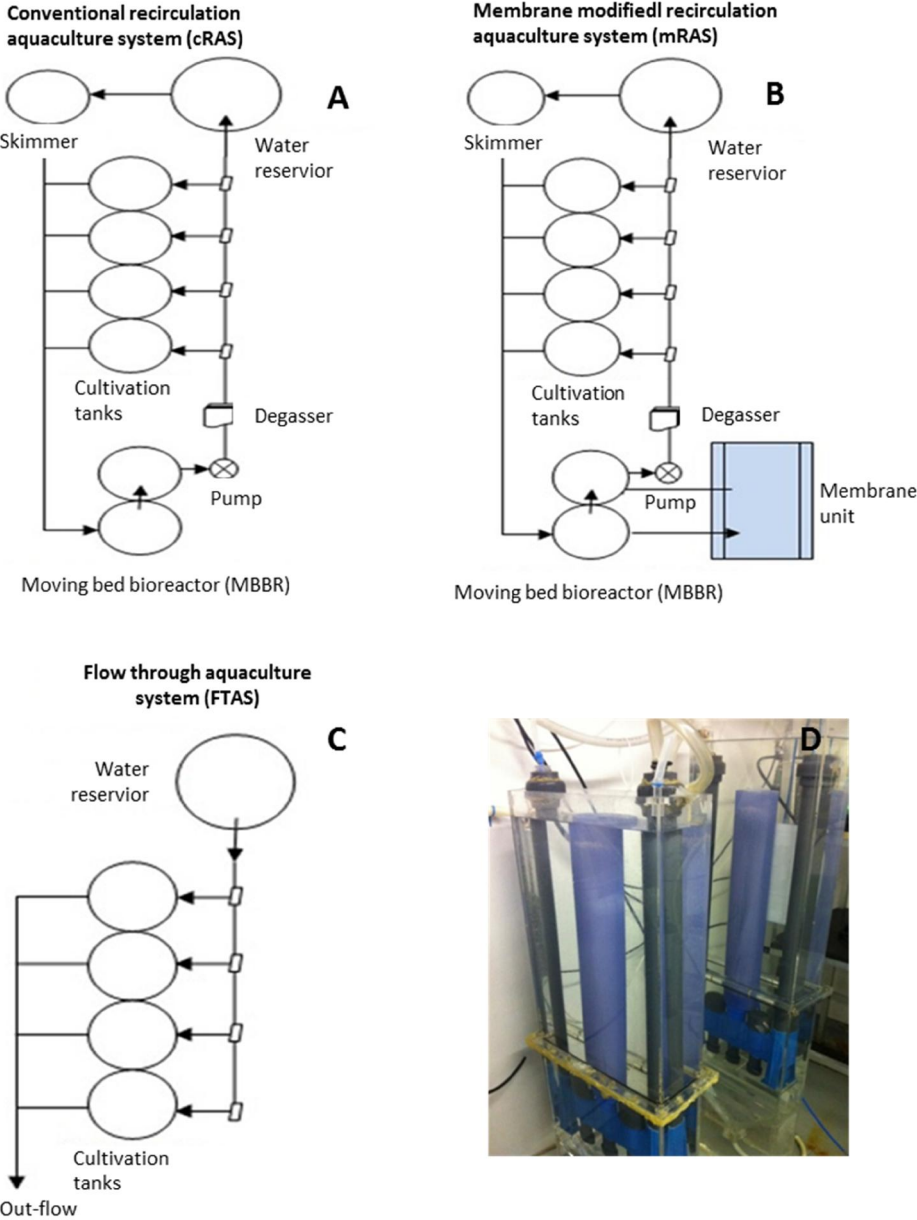 Conventional recirculation
aquaculture system (cRAS)
A
Skimmer
Water
reservior
Cultivation
tanks
Degasser
Pump
Moving bed bioreactor (MBBR)
Membrane modifiedl recirculation
aquaculture system (mRAS)
B
Skimmer
Water
reservior
Cultivation
tanks
Degasser
Pump
Membrane
unit
Moving bed bioreactor (MBBR)
Flow through aquaculture
system (FTAS)
C
Water
reservior
Cultivation
tanks
Out-flow
D